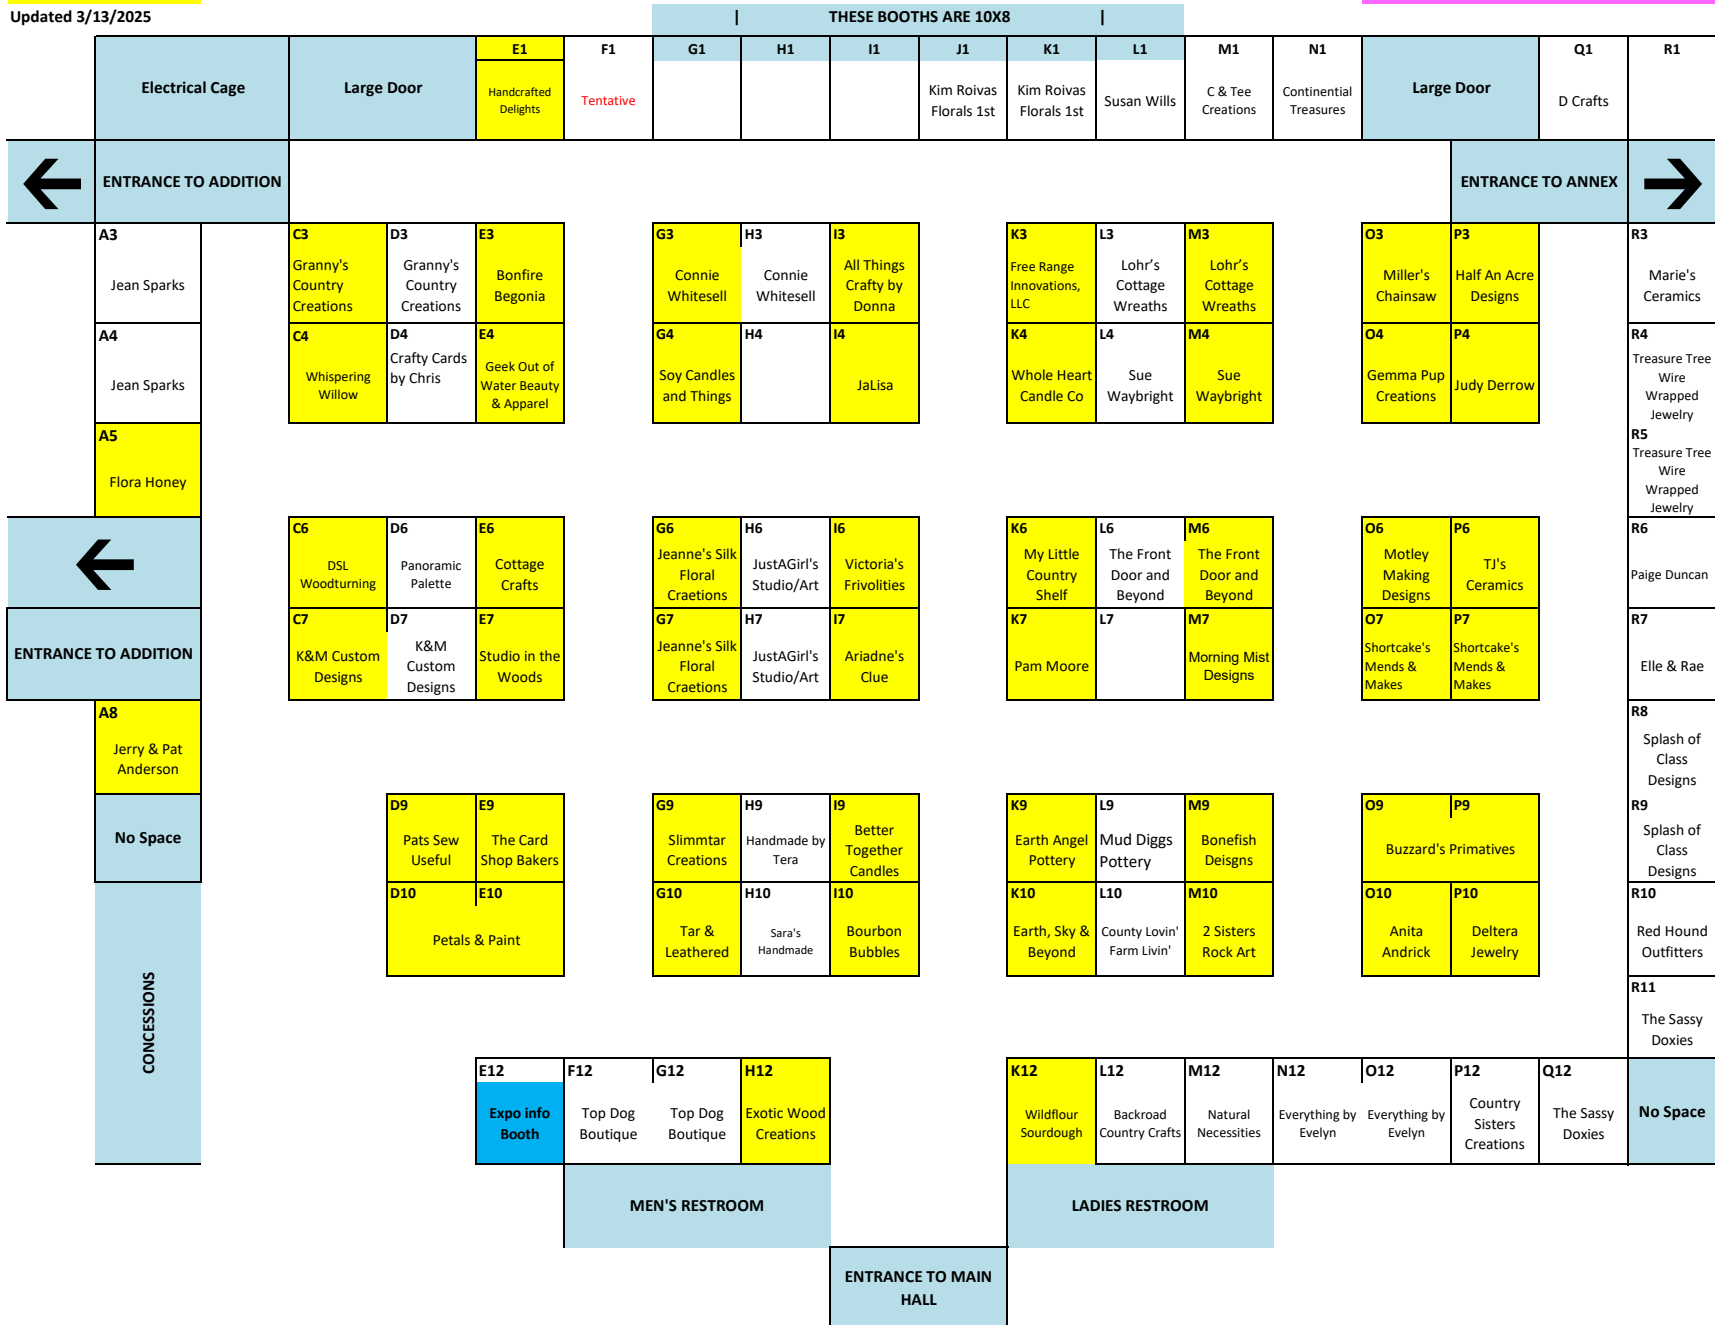 Updated 3/13/2025
| THESE BOOTHS ARE 10X8 |
Electrical Cage
Large Door
E1
Handcrafted
Delights
F1
Tentative
G1
H1
I1
J1
Kim Roivas
Florals 1st
K1
Kim Roivas
Florals 1st
L1
Susan Wills
M1
C & Tee
Creations
N1
Continential
Treasures
Large Door
Q1
D Crafts
R1
ENTRANCE TO ADDITION
ENTRANCE TO ANNEX
A3
Jean Sparks
C3
Granny's
Country
Creations
D3
Granny's
Country
Creations
E3
Bonfire
Begonia
G3
Connie
Whitesell
H3
Connie
Whitesell
I3
All Things
Crafty by
Donna
K3
Free Range
Innovations,
LLC
L3
Lohr’s
Cottage
Wreaths
M3
Lohr’s
Cottage
Wreaths
O3
Miller's
Chainsaw
P3
Half An Acre
Designs
R3
Marie's
Ceramics
A4
Jean Sparks
C4
Whispering
Willow
D4
Crafty Cards
by Chris
E4
Geek Out of
Water Beauty
& Apparel
G4
Soy Candles
and Things
H4
I4
JaLisa
K4
Whole Heart
Candle Co
L4
Sue
Waybright
M4
Sue
Waybright
O4
Gemma Pup
Creations
P4
Judy Derrow
R4
Treasure Tree
Wire
Wrapped
Jewelry
A5
Flora Honey
R5
Treasure Tree
Wire
Wrapped
Jewelry
C6
DSL
Woodturning
D6
Panoramic
Palette
E6
Cottage
Crafts
G6
Jeanne's Silk
Floral
Craetions
H6
JustAGirl's
Studio/Art
I6
Victoria's
Frivolities
K6
My Little
Country
Shelf
L6
The Front
Door and
Beyond
M6
The Front
Door and
Beyond
O6
Motley
Making
Designs
P6
TJ's
Ceramics
R6
Paige Duncan
ENTRANCE TO ADDITION
C7
K&M Custom
Designs
D7
K&M
Custom
Designs
E7
Studio in the
Woods
G7
Jeanne's Silk
Floral
Craetions
H7
JustAGirl's
Studio/Art
I7
Ariadne's
Clue
K7
Pam Moore
L7
M7
Morning Mist
Designs
O7
Shortcake's
Mends &
Makes
P7
Shortcake's
Mends &
Makes
R7
Elle & Rae
A8
Jerry & Pat
Anderson
R8
Splash of
Class
Designs
No Space
D9
Pats Sew
Useful
E9
The Card
Shop Bakers
G9
Slimmtar
Creations
H9
Handmade by
Tera
I9
Better
Together
Candles
K9
Earth Angel
Pottery
L9
Mud Diggs
Pottery
M9
Bonefish
Deisgns
O9
P9
Buzzard's Primatives
R9
Splash of
Class
Designs
CONCESSIONS
D10
E10
Petals & Paint
G10
Tar &
Leathered
H10
Sara's
Handmade
I10
Bourbon
Bubbles
K10
Earth, Sky &
Beyond
L10
County Lovin'
Farm Livin'
M10
2 Sisters
Rock Art
O10
Anita
Andrick
P10
Deltera
Jewelry
R10
Red Hound
Outfitters
R11
The Sassy
Doxies
E12
Expo info
Booth
F12
Top Dog
Boutique
G12
Top Dog
Boutique
H12
Exotic Wood
Creations
K12
Wildflour
Sourdough
L12
Backroad
Country Crafts
M12
Natural
Necessities
N12
Everything by
Evelyn
O12
Everything by
Evelyn
P12
Country
Sisters
Creations
Q12
The Sassy
Doxies
No Space
MEN'S RESTROOM
LADIES RESTROOM
ENTRANCE TO MAIN
HALL